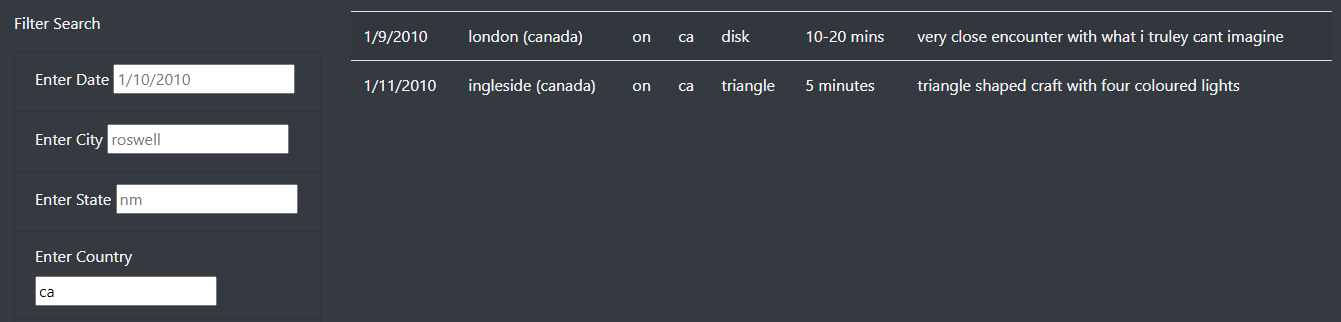 Filter Search
Enter Date 1/10/2010
Enter City roswell
Enter State nm
Enter Country
ca
1/9/2010 london (canada) on ca disk 10-20 mins very close encounter with what i truley cant imagine
1/11/2010 ingleside (canada) on ca triangle 5 minutes triangle shaped craft with four coloured lights